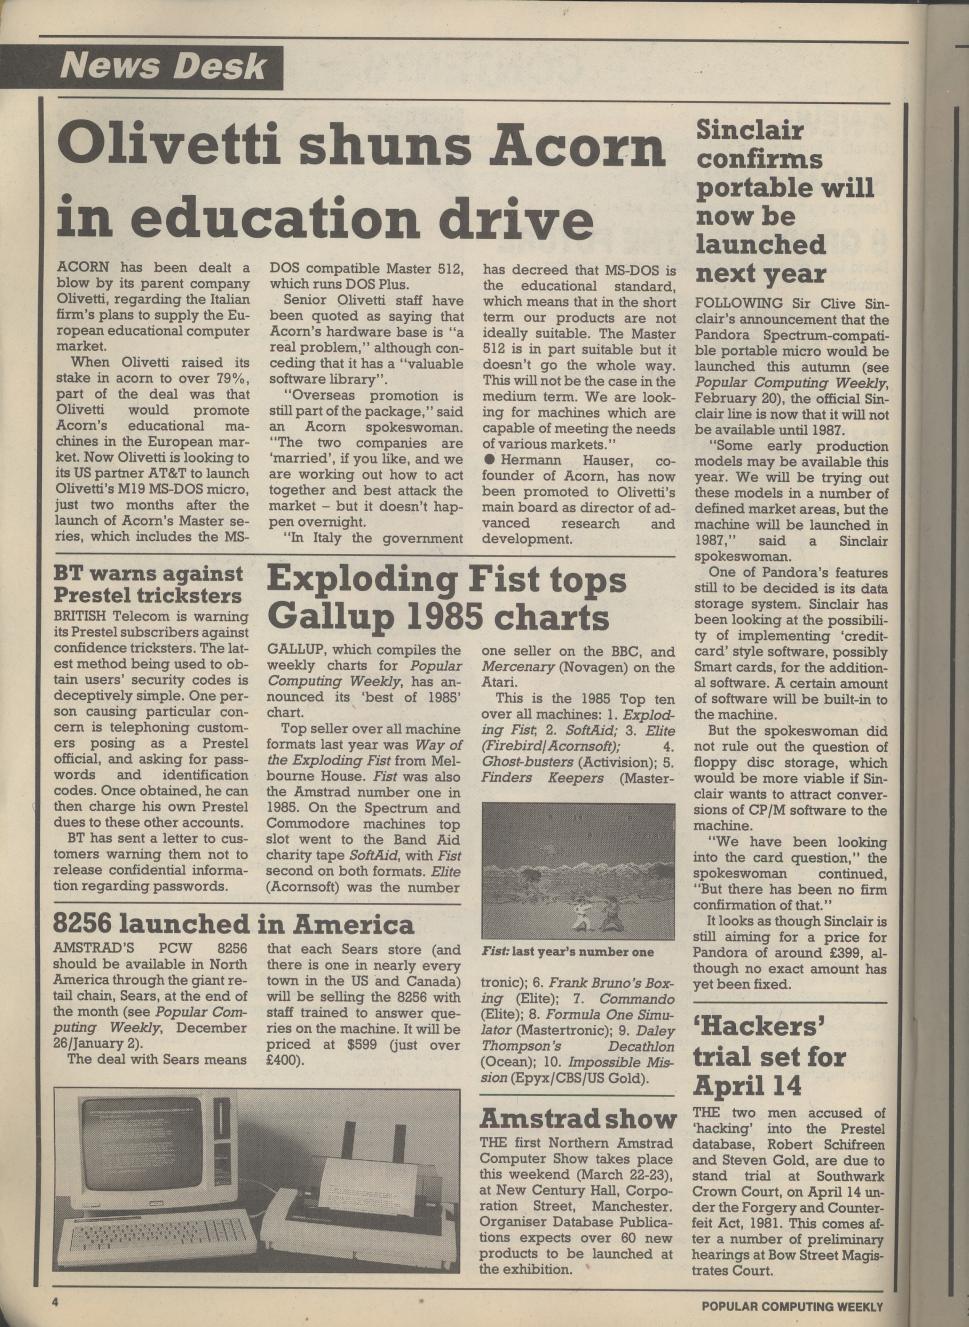 News Desk
Olivetti shuns Acorn
in education drive
ACORN has been dealt a
blow by its parent company
Olivetti, regarding the Italian
firm's plans to supply the Eu-
ropean educational computer
market.
When Olivetti raised its
stake in acorn to over 79%,
part of the deal was that
Olivetti would promote
Acorn's educational ma-
chines in the European mar-
ket. Now Olivetti is looking to
its US partner AT&T to launch
Olivetti's M19 MS-DOS micro,
just two months after the
launch of Acorn's Master se-
ries, which includes the MS-
DOS compatible Master 512,
which runs DOS Plus.
Senior Olivetti staff have
been quoted as saying that
Acorn's hardware base is "a
real problem," although con-
ceding that it has a "valuable
software library".
"Overseas promotion is
still part of the package," said
an Acorn spokeswoman.
"The two companies are
'married', if you like, and we
are working out how to act
together and best attack the
market – but it doesn't hap-
pen overnight.
"In Italy the government
has decreed that MS-DOS is
the educational standard,
which means that in the short
term our products are not
ideally suitable. The Master
512 is in part suitable but it
doesn't go the whole way.
This will not be the case in the
medium term. We are look-
ing for machines which are
capable of meeting the needs
of various markets."
● Hermann Hauser, co-
founder of Acorn, has now
been promoted to Olivetti's
main board as director of ad-
vanced research and
development.
Sinclair
confirms
portable will
now be
launched
next year
FOLLOWING Sir Clive Sin-
clair's announcement that the
Pandora Spectrum-compati-
ble portable micro would be
launched this autumn (see
Popular Computing Weekly,
February 20), the official Sin-
clair line is now that it will not
be available until 1987.
"Some early production
models may be available this
year. We will be trying out
these models in a number of
defined market areas, but the
machine will be launched in
1987," said a Sinclair
spokeswoman.
One of Pandora's features
still to be decided is its data
storage system. Sinclair has
been looking at the possibili-
ty of implementing 'credit-
card' style software, possibly
Smart cards, for the addition-
al software. A certain amount
of software will be built-in to
the machine.
But the spokeswoman did
not rule out the question of
floppy disc storage, which
would be more viable if Sin-
clair wants to attract conver-
sions of CP/M software to the
machine.
"We have been looking
into the card question," the
spokeswoman continued,
"But there has been no firm
confirmation of that."
It looks as though Sinclair is
still aiming for a price for
Pandora of around £399, al-
though no exact amount has
yet been fixed.
BT warns against
Prestel tricksters
BRITISH Telecom is warning
its Prestel subscribers against
confidence tricksters. The lat-
est method being used to ob-
tain users' security codes is
deceptively simple. One per-
son causing particular con-
cern is telephoning custom-
ers posing as a Prestel
official, and asking for pass-
words and identification
codes. Once obtained, he can
then charge his own Prestel
dues to these other accounts.
BT has sent a letter to cus-
tomers warning them not to
release confidential informa-
tion regarding passwords.
Exploding Fist tops
Gallup 1985 charts
GALLUP, which compiles the
weekly charts for Popular
Computing Weekly, has an-
nounced its 'best of 1985'
chart.
Top seller over all machine
formats last year was Way of
the Exploding Fist from Mel-
bourne House. Fist was also
the Amstrad number one in
1985. On the Spectrum and
Commodore machines top
slot went to the Band Aid
charity tape SoftAid, with Fist
second on both formats. Elite
(Acornsoft) was the number
one seller on the BBC, and
Mercenary (Novagen) on the
Atari.
This is the 1985 Top ten
over all machines: 1. Explod-
ing Fist; 2. SoftAid; 3. Elite
(Firebird/Acornsoft); 4.
Ghost-busters (Activision); 5.
Finders Keepers (Master-
Fist: last year's number one
tronic); 6. Frank Bruno's Box-
ing (Elite); 7. Commando
(Elite); 8. Formula One Simu-
lator (Mastertronic); 9. Daley
Thompson's Decathlon
(Ocean); 10. Impossible Mis-
sion (Epyx/CBS/US Gold).
8256 launched in America
AMSTRAD'S PCW 8256
should be available in North
America through the giant re-
tail chain, Sears, at the end of
the month (see Popular Com-
puting Weekly, December
26/January 2).
The deal with Sears means
that each Sears store (and
there is one in nearly every
town in the US and Canada)
will be selling the 8256 with
staff trained to answer que-
ries on the machine. It will be
priced at $599 (just over
£400).
Amstrad show
THE first Northern Amstrad
Computer Show takes place
this weekend (March 22-23),
at New Century Hall, Corpo-
ration Street, Manchester.
Organiser Database Publica-
tions expects over 60 new
products to be launched at
the exhibition.
'Hackers'
trial set for
April 14
THE two men accused of
'hacking' into the Prestel
database, Robert Schifreen
and Steven Gold, are due to
stand trial at Southwark
Crown Court, on April 14 un-
der the Forgery and Counter-
feit Act, 1981. This comes af-
ter a number of preliminary
hearings at Bow Street Magis-
trates Court.
4
POPULAR COMPUTING WEEKLY